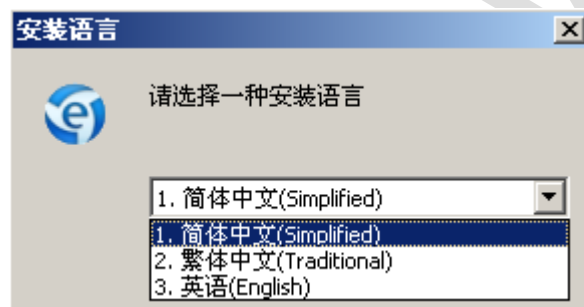 安装语言
请选择一种安装语言
1. 简体中文(Simplified)
1. 简体中文(Simplified)
2. 繁体中文(Traditional)
3. 英语(English)